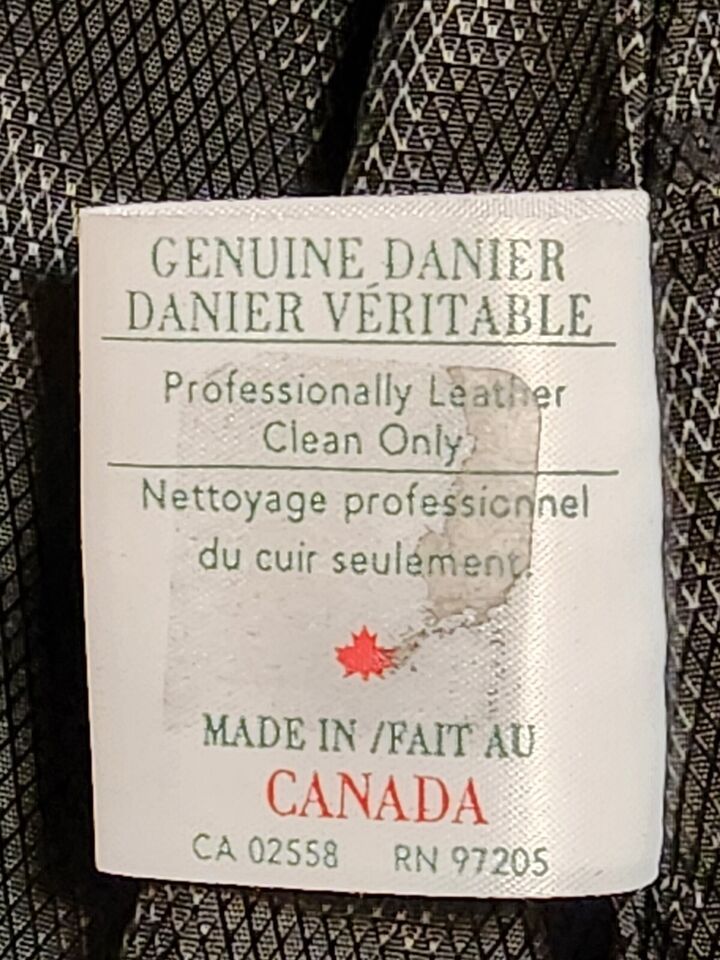 GENUINE DANIER
DANIER VÉRITABLE
Professionally Leather
Clean Only
Nettoyage professionnel
du cuir seulement.
MADE IN /FAIT AU
CANADA
CA 02558 RN 97205